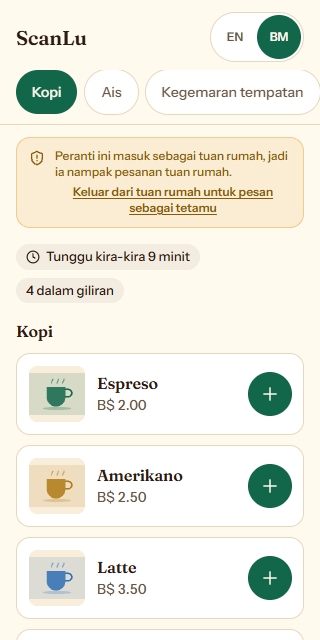 ScanLu
EN
BM
Kopi
Ais
Kegemaran tempatan
Peranti ini masuk sebagai tuan rumah, jadi
ia nampak pesanan tuan rumah.
Keluar dari tuan rumah untuk pesan
sebagai tetamu
Tunggu kira-kira 9 minit
4 dalam giliran
Kopi
Espreso
B$ 2.00
Amerikano
B$ 2.50
Latte
B$ 3.50